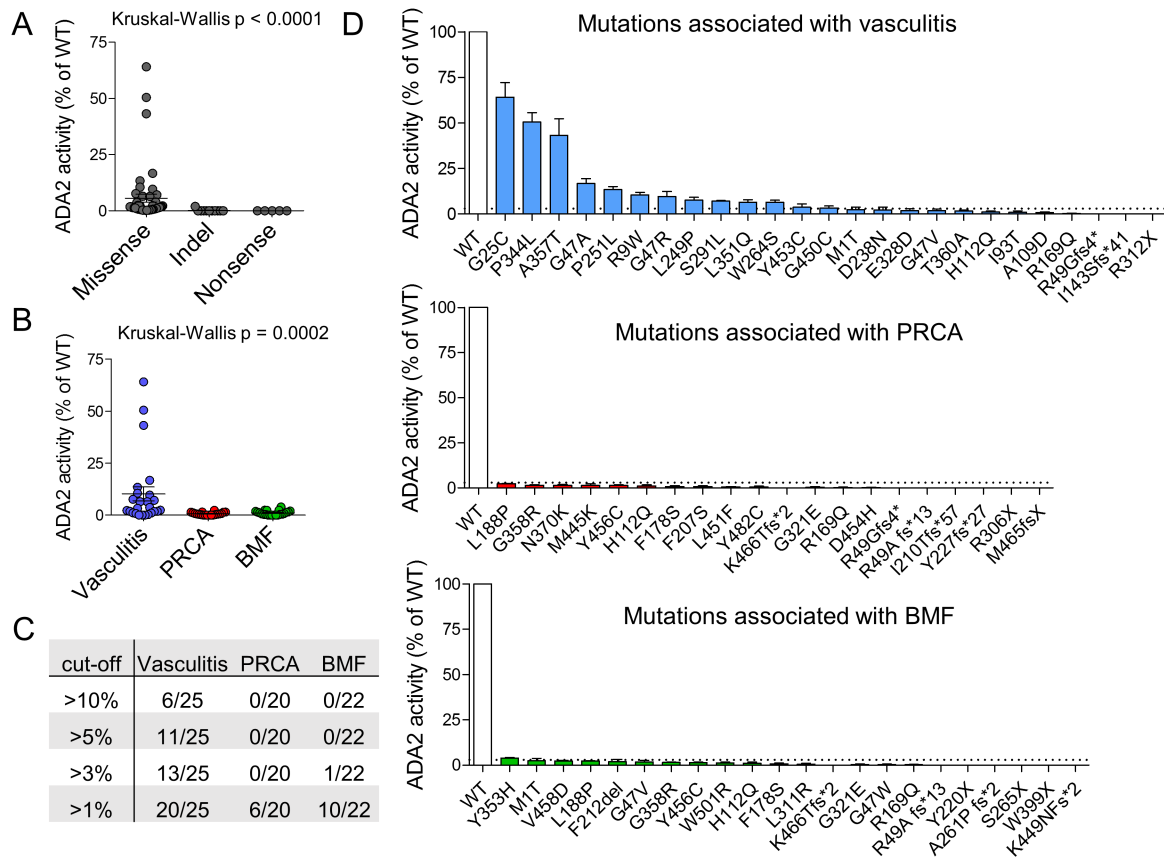 A
Kruskal-Wallis p < 0.0001
ADA2 activity (% of WT)
75
50
25
0
Missense
Indel
Nonsense
B
Kruskal-Wallis p = 0.0002
ADA2 activity (% of WT)
75
50
25
0
Vasculitis
PRCA
BMF
C
cut-off Vasculitis PRCA BMF
>10% 6/25 0/20 0/22
>5% 11/25 0/20 0/22
>3% 13/25 0/20 1/22
>1% 20/25 6/20 10/22
D
Mutations associated with vasculitis
ADA2 activity (% of WT)
100
75
50
25
0
WT
G25C
P344L
A357T
G47A
P251L
R9W
G47R
L249P
S291L
L351Q
W264S
Y453C
G450C
M1T
D238N
E328D
G47V
T360A
H112Q
I93T
A109D
R169Q
R49Gfs4*
I143Sfs*41
R312X
Mutations associated with PRCA
ADA2 activity (% of WT)
100
75
50
25
0
WT
L188P
G358R
N370K
M445K
Y456C
H112Q
F178S
F207S
L451F
Y482C
K466Tfs*2
G321E
R169Q
D454H
R49Gfs4*
R49A fs*13
I210Tfs*57
Y227fs*27
R306X
M465fsX
Mutations associated with BMF
ADA2 activity (% of WT)
100
75
50
25
0
WT
Y353H
M1T
V458D
L188P
F212del
G47V
G358R
Y456C
W501R
H112Q
F178S
L311R
K466Tfs*2
G321E
G47W
R169Q
R49A fs*13
Y220X
A261P fs*2
S265X
W399X
K449NFs*2